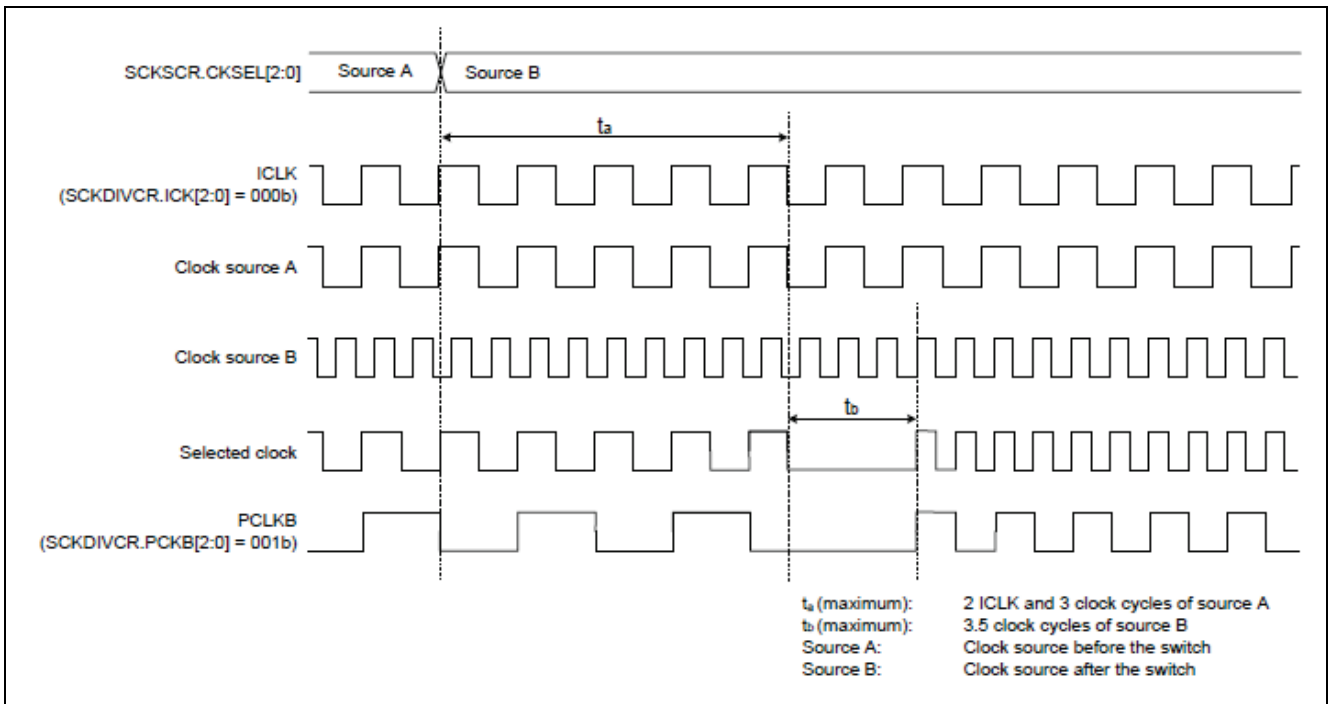 SCKSCR.CKSEL[2:0] Source A Source B
ta
ICLK
(SCKDIVCR.ICK[2:0] = 000b)
Clock source A
Clock source B
tb
Selected clock
PCLKB
(SCKDIVCR.PCKB[2:0] = 001b)
ta (maximum): 2 ICLK and 3 clock cycles of source A
tb (maximum): 3.5 clock cycles of source B
Source A: Clock source before the switch
Source B: Clock source after the switch